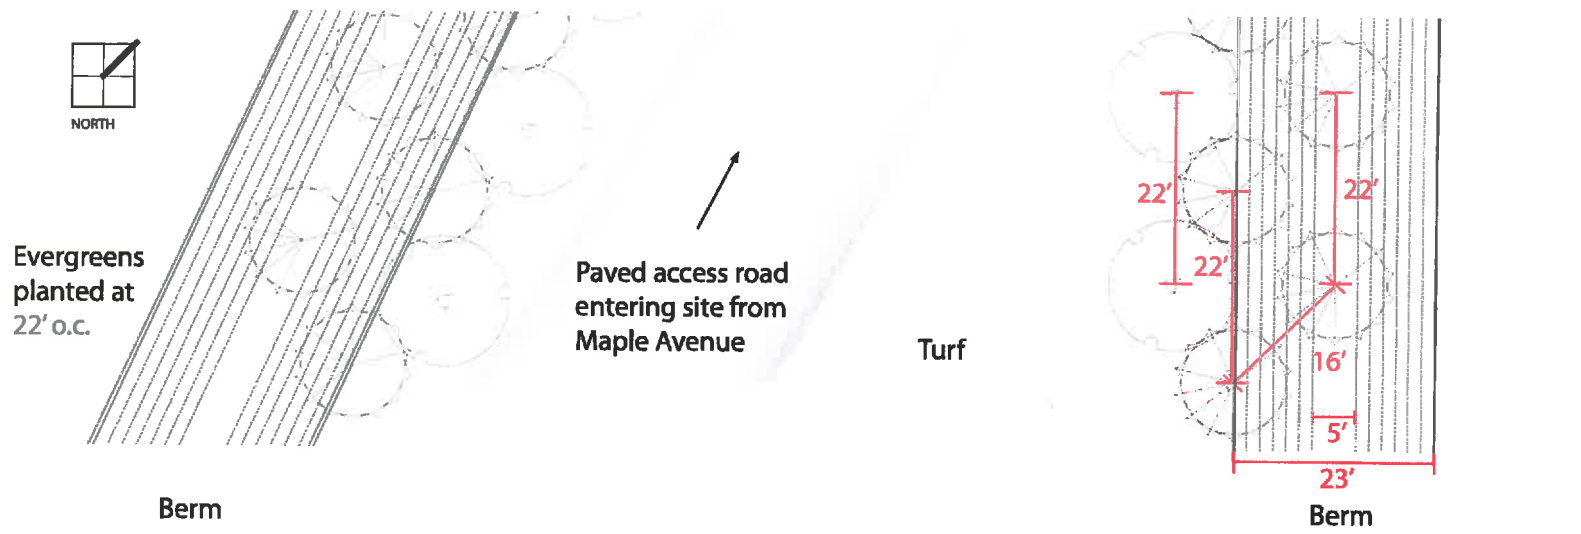 NORTH
Evergreens
planted at
22' o.c.
Berm
Paved access road
entering site from
Maple Avenue
Turf
22'
22'
22'
16'
5'
23'
Berm